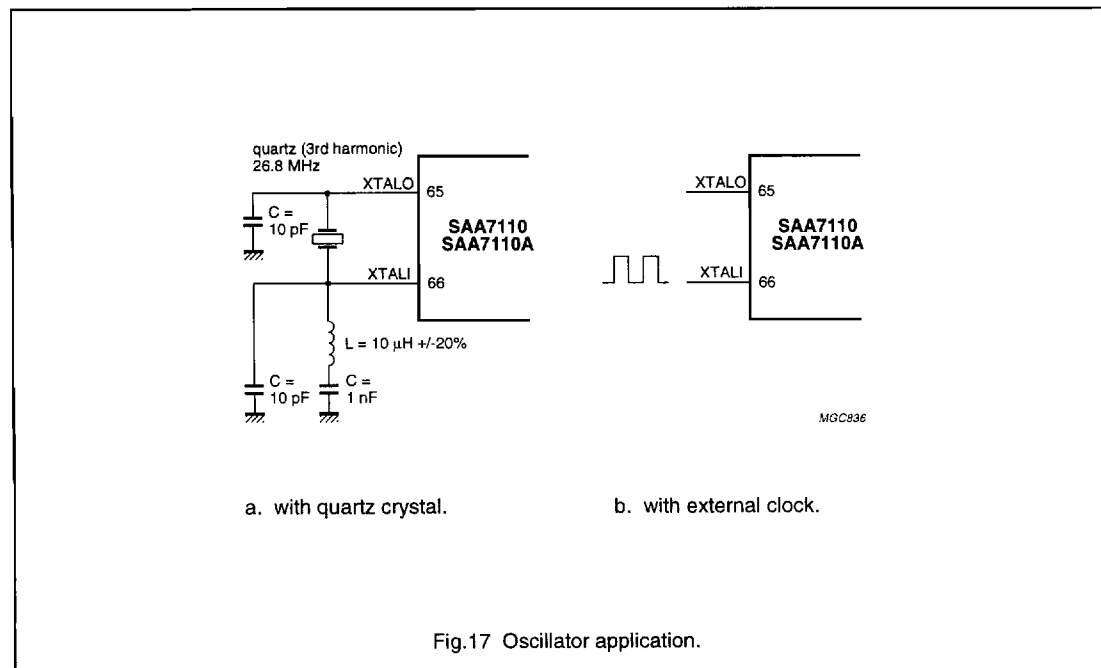 quartz (3rd harmonic)
26.8 MHz
XTALO
65
C =
10 pF
SAA7110
SAA7110A
XTALI
66
L = 10 μH +/-20%
C =
10 pF
C =
1 nF
XTALO
65
SAA7110
SAA7110A
XTALI
66
MGC836
a. with quartz crystal.
b. with external clock.
Fig.17 Oscillator application.